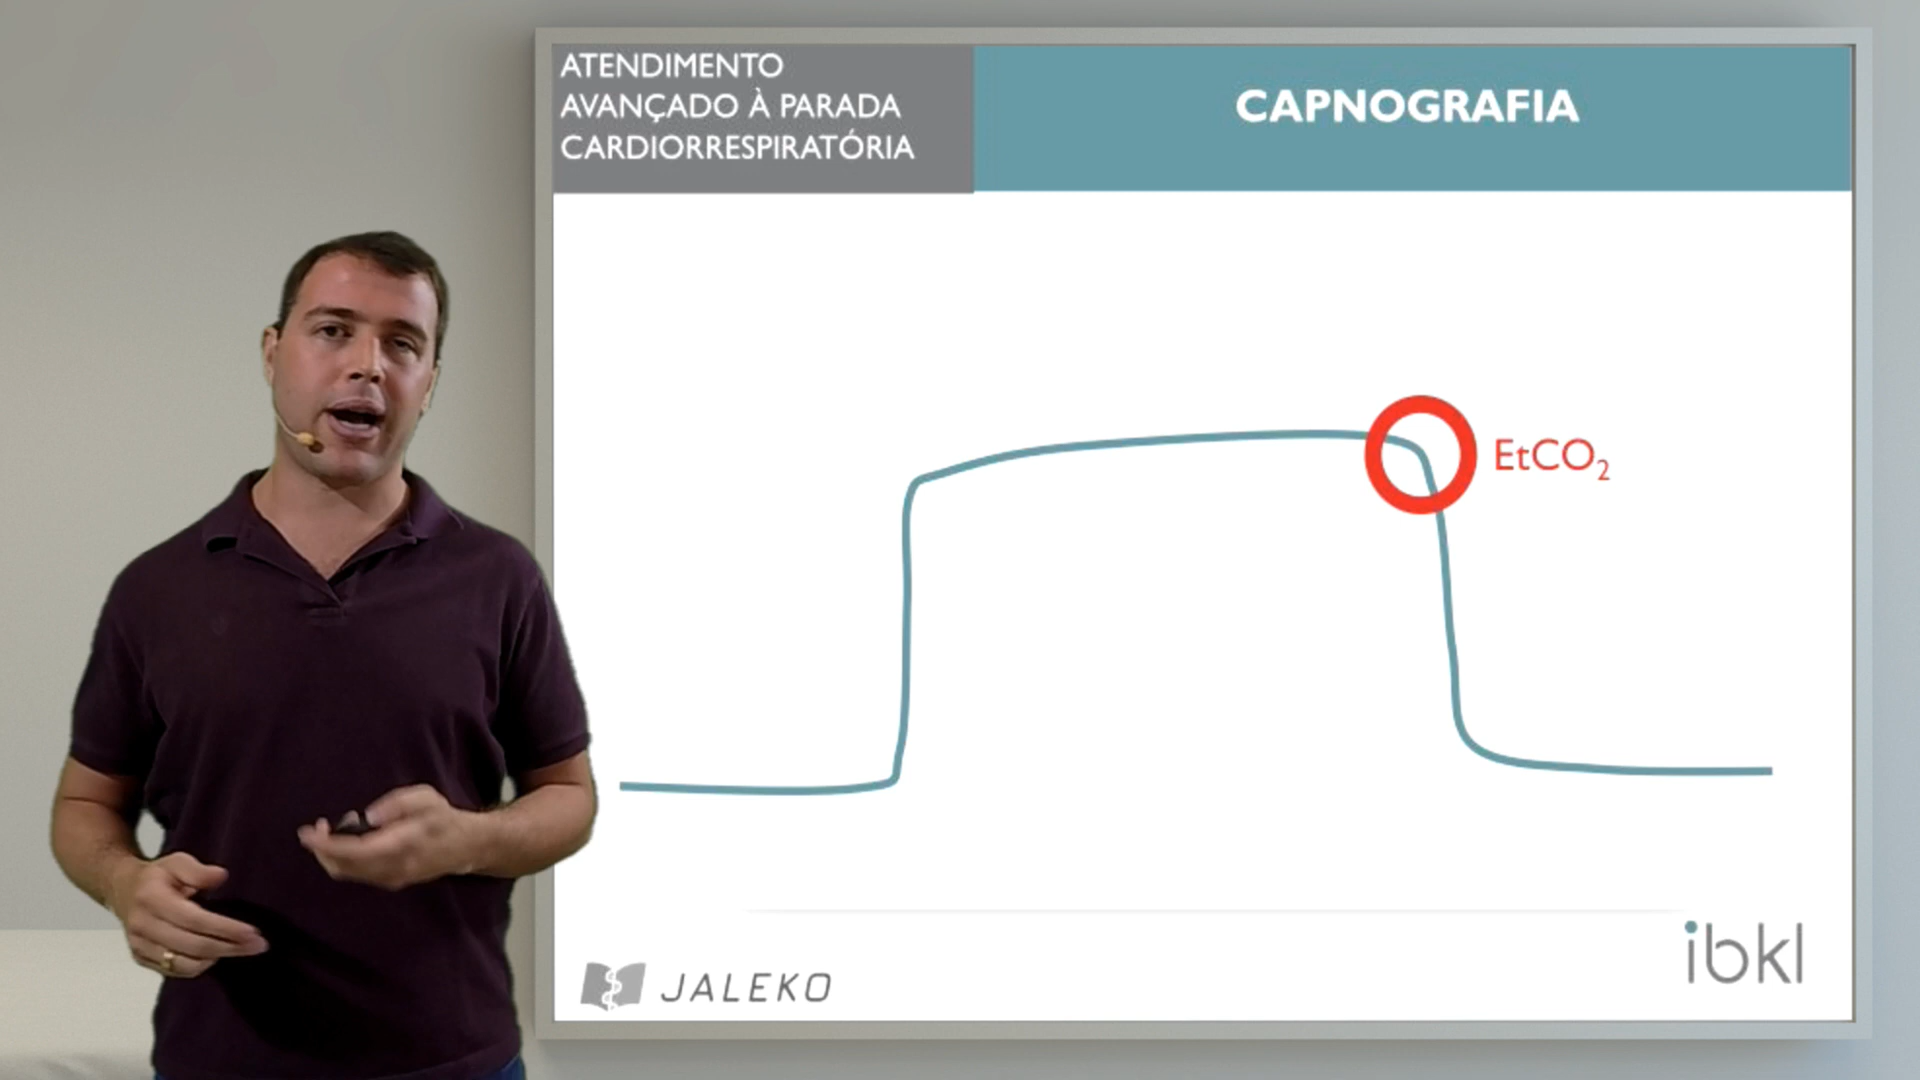 ATENDIMENTO
AVANÇADO À PARADA
CARDIORRESPIRATÓRIA
CAPNOGRAFIA
EtCO₂
JALEKO
ibkl